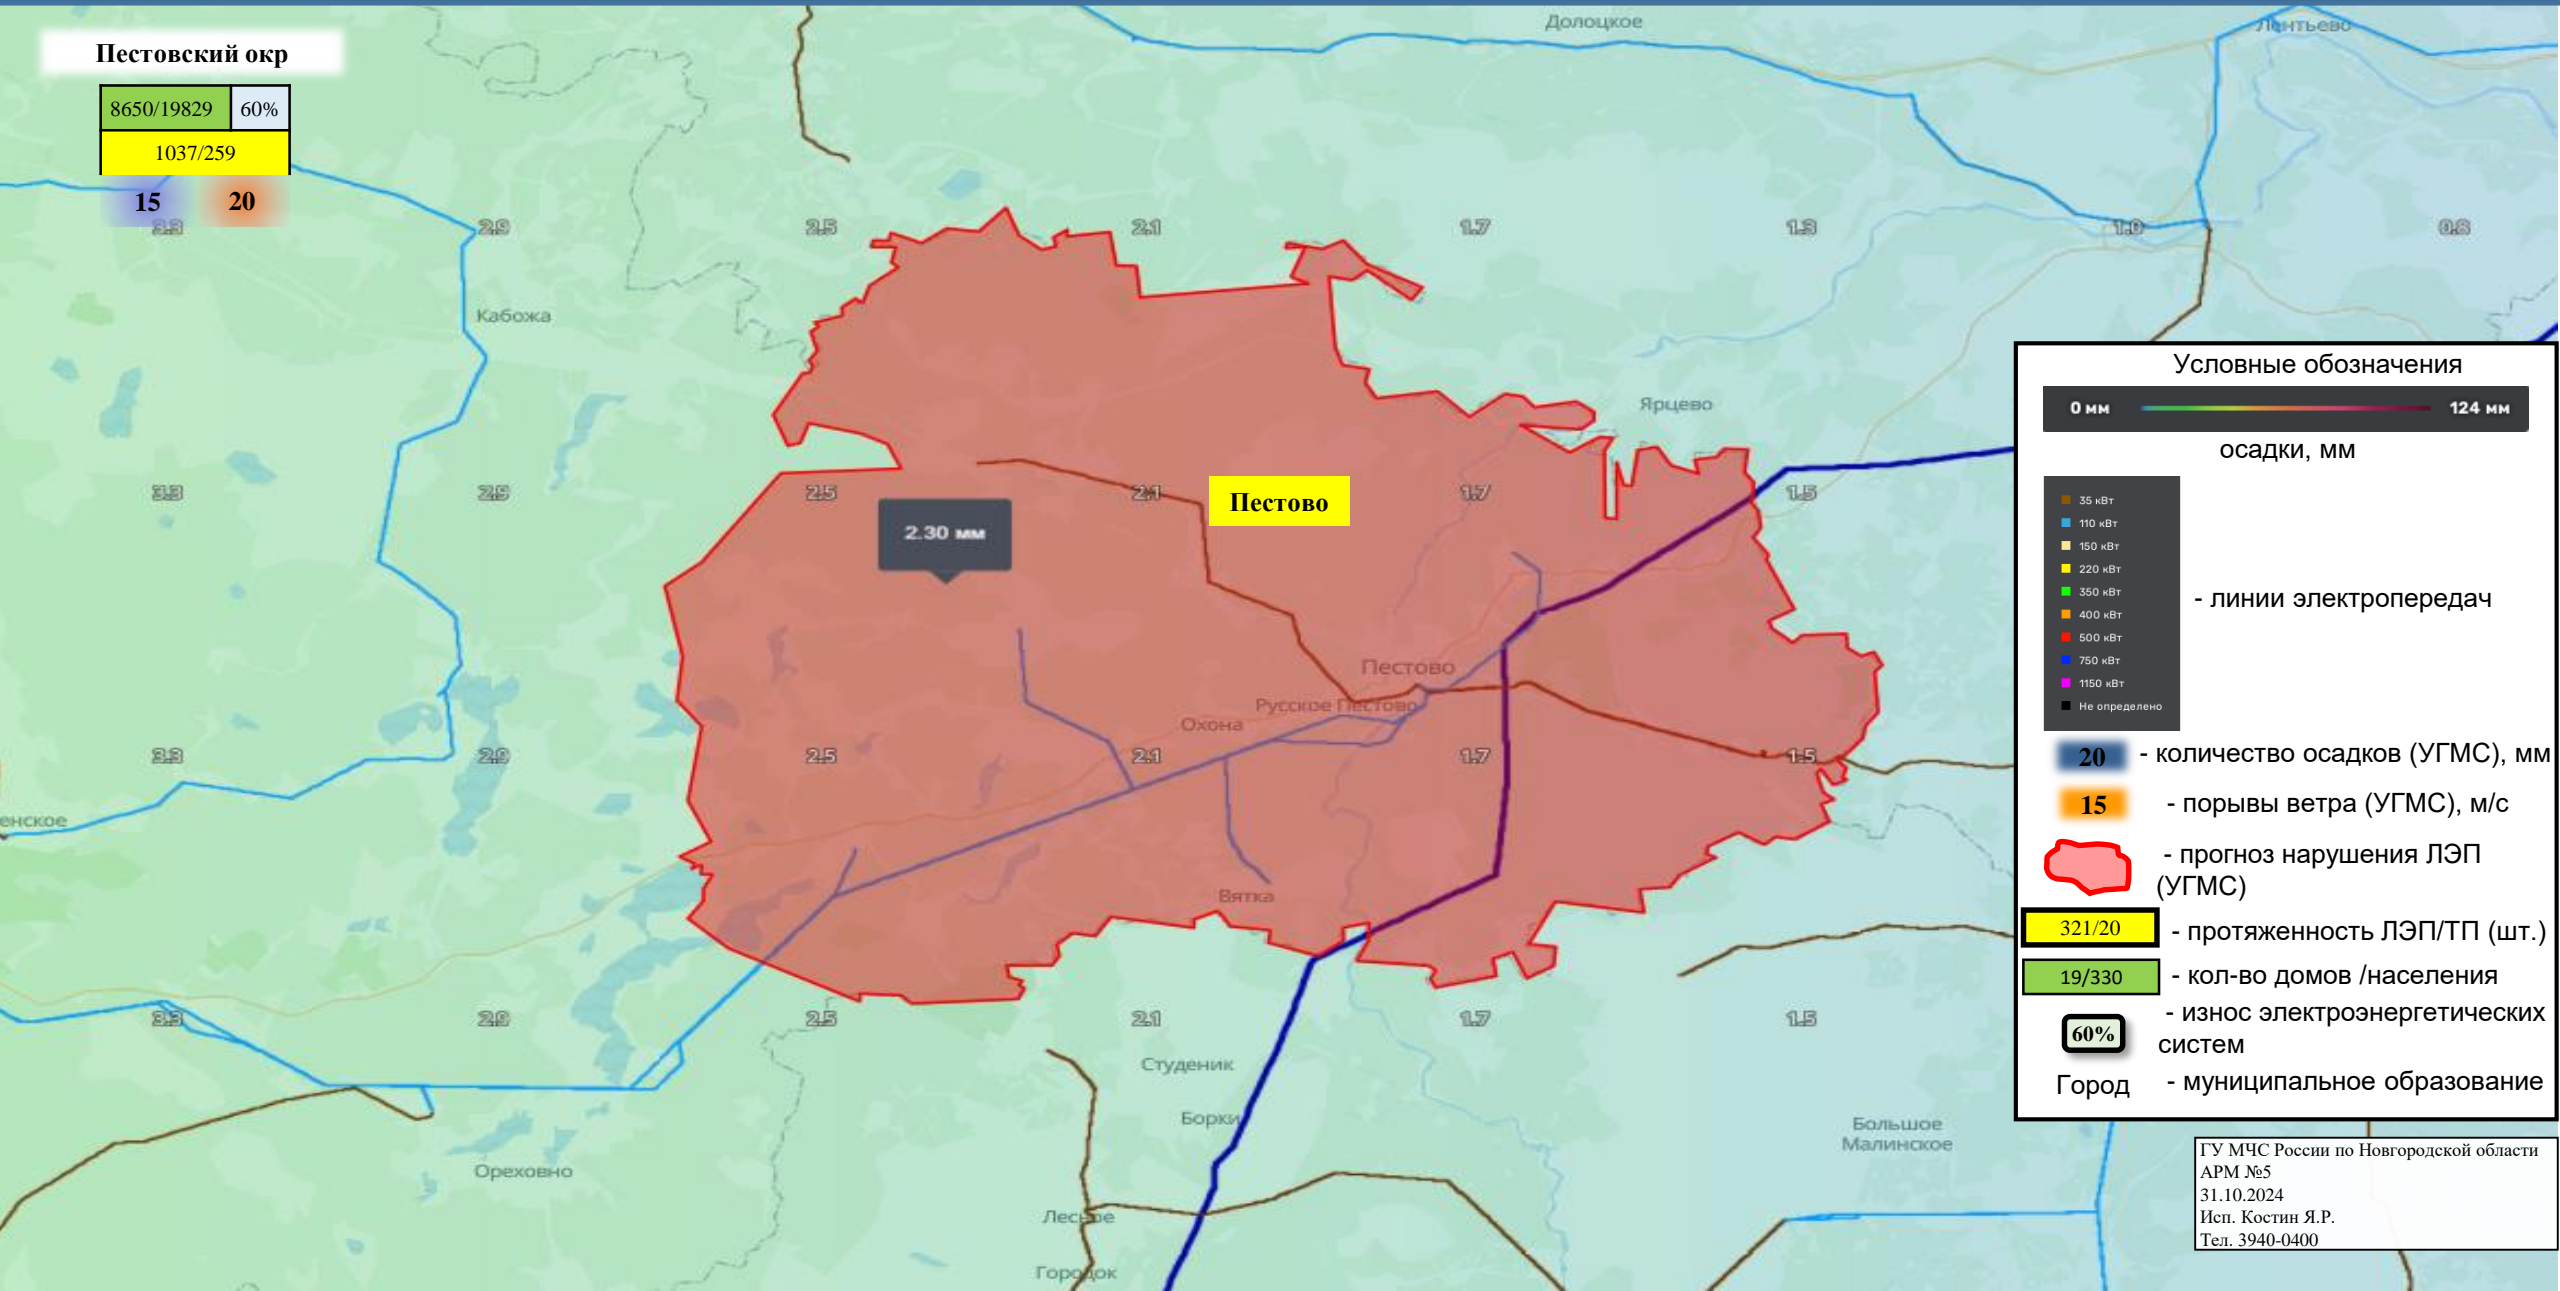 Долоцкое
Лентьево
Пестовский окр
8650/19829 60%
1037/259
15 20
3.3 2.9 2.5 2.1 1.7 1.3 1.0 0.8
Кабожа
Условные обозначения
0 мм 124 мм
осадки, мм
Ярцево
3.3 2.9 2.5 2.1 1.7 1.5
Пестово
2.30 мм
35 кВт
110 кВт
150 кВт
220 кВт
350 кВт
400 кВт
500 кВт
750 кВт
1150 кВт
Не определено
- линии электропередач
Пестово
Русское Пестово
Охона
3.3 2.9 2.5 2.1 1.7 1.5
20 - количество осадков (УГМС), мм
15 - порывы ветра (УГМС), м/с
енское
- прогноз нарушения ЛЭП
(УГМС)
Вятка
321/20 - протяженность ЛЭП/ТП (шт.)
19/330 - кол-во домов /населения
- износ электроэнергетических
60% систем
Город - муниципальное образование
3.3 2.9 2.5 2.1 1.7 1.5
Студеник
Борки
Большое
Малинское
Ореховно
Лесное
Городок
ГУ МЧС России по Новгородской области
АРМ №5
31.10.2024
Исп. Костин Я.Р.
Тел. 3940-0400